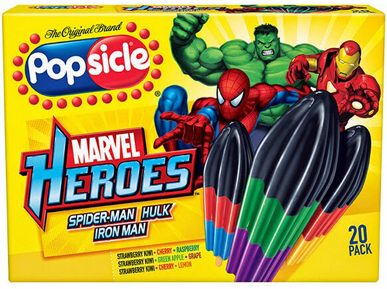 The Original Brand
Popsicle
®
MARVEL
HEROES
™
SPIDER-MAN HULK
IRON MAN
STRAWBERRY KIWI • CHERRY • RASPBERRY
STRAWBERRY KIWI • GREEN APPLE • GRAPE
STRAWBERRY KIWI • CHERRY • LEMON
20
PACK